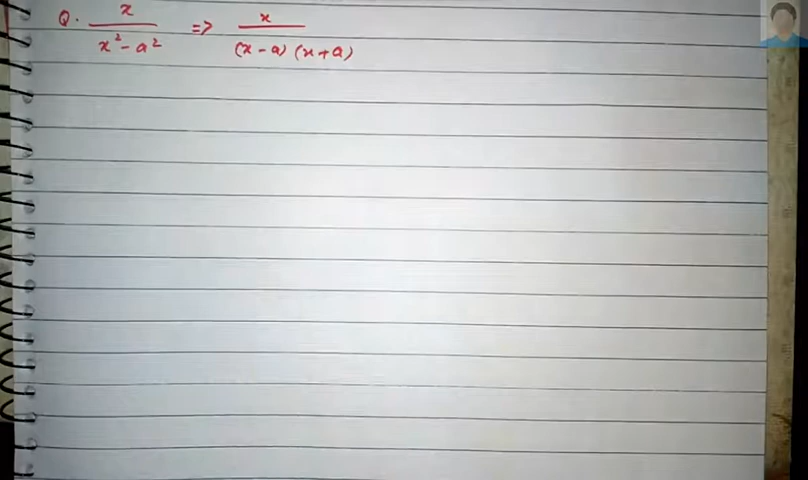 Q. x / x² - a² => x / (x-a) (x+a)